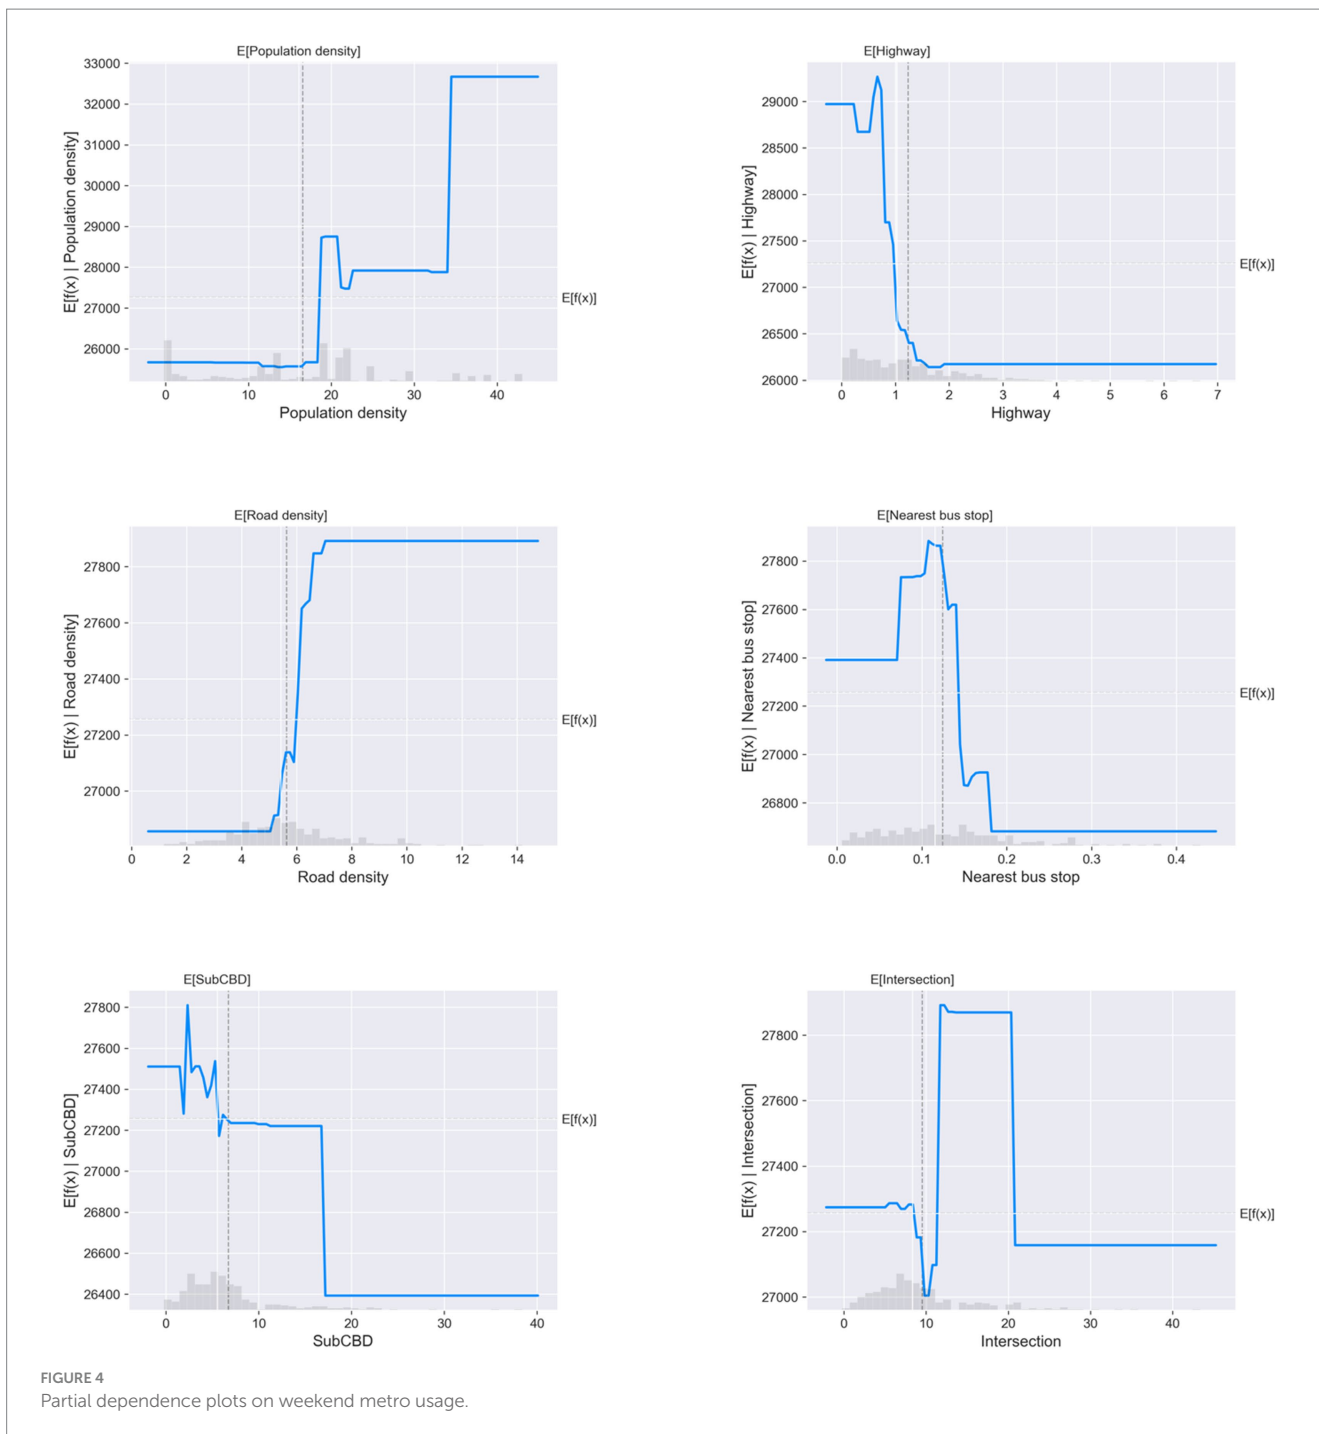 E[Population density]
33000
32000
31000
30000
29000
28000
27000
26000
E[f(x) | Population density]
E[f(x)]
0 10 20 30 40
Population density
E[Highway]
29000
28500
28000
27500
27000
26500
26000
E[f(x) | Highway]
E[f(x)]
0 1 2 3 4 5 6 7
Highway
E[Road density]
27800
27600
27400
27200
27000
E[f(x) | Road density]
E[f(x)]
0 2 4 6 8 10 12 14
Road density
E[Nearest bus stop]
27800
27600
27400
27200
27000
26800
E[f(x) | Nearest bus stop]
E[f(x)]
0.0 0.1 0.2 0.3 0.4
Nearest bus stop
E[SubCBD]
27800
27600
27400
27200
27000
26800
26600
26400
E[f(x) | SubCBD]
E[f(x)]
0 10 20 30 40
SubCBD
E[Intersection]
27800
27600
27400
27200
27000
E[f(x) | Intersection]
E[f(x)]
0 10 20 30 40
Intersection
FIGURE 4
Partial dependence plots on weekend metro usage.